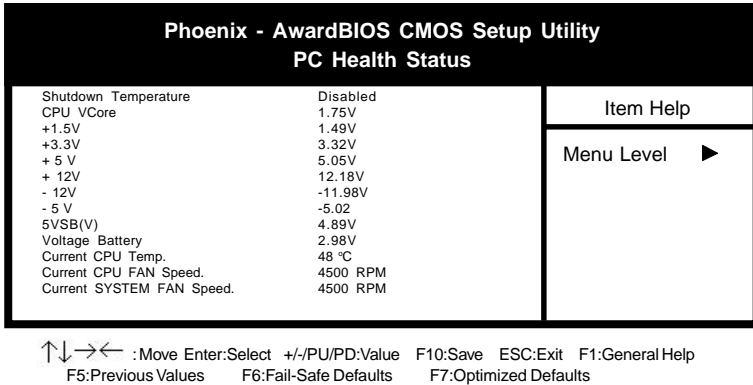 Phoenix - AwardBIOS CMOS Setup Utility
PC Health Status
Shutdown Temperature Disabled
CPU VCore 1.75V
+1.5V 1.49V
+3.3V 3.32V
+ 5 V 5.05V
+ 12V 12.18V
- 12V -11.98V
- 5 V -5.02
5VSB(V) 4.89V
Voltage Battery 2.98V
Current CPU Temp. 48 °C
Current CPU FAN Speed. 4500 RPM
Current SYSTEM FAN Speed. 4500 RPM
Item Help
Menu Level ▶
↑↓→← : Move Enter:Select +/-/PU/PD:Value F10:Save ESC:Exit F1:General Help
F5:Previous Values F6:Fail-Safe Defaults F7:Optimized Defaults